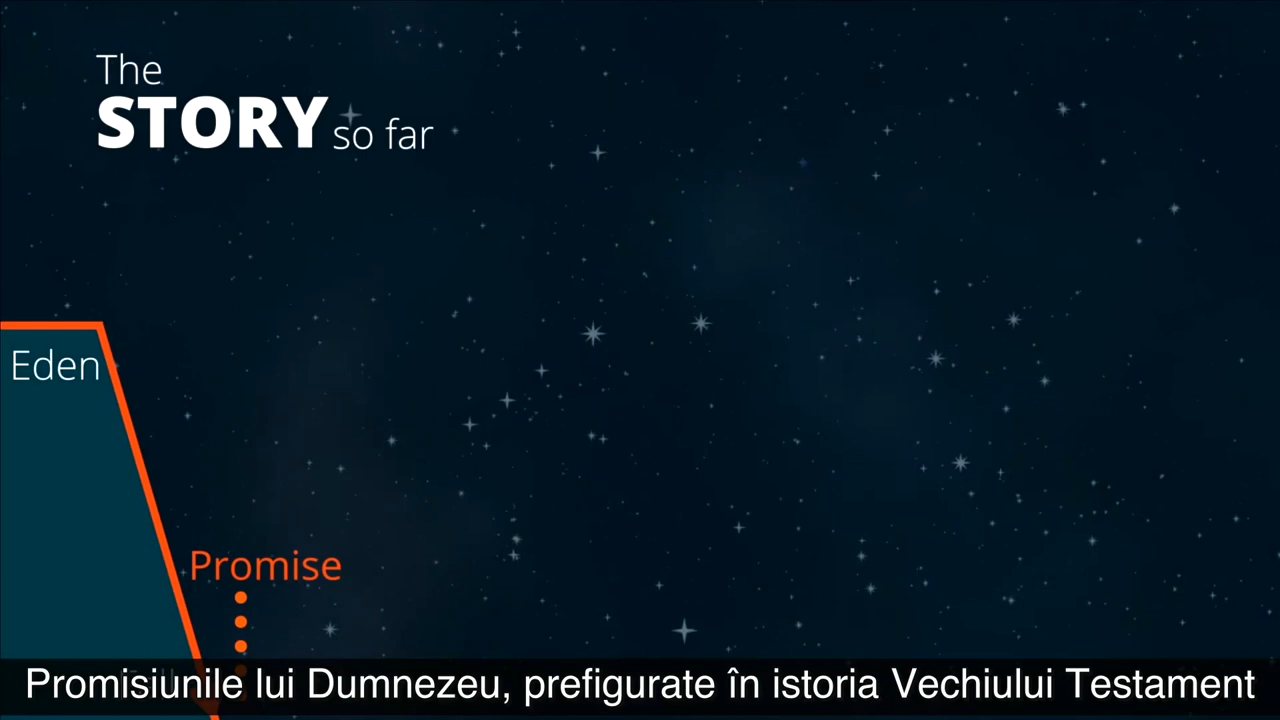 The
STORY so far
Eden
Promise
Promisiunile lui Dumnezeu, prefigurate în istoria Vechiului Testament